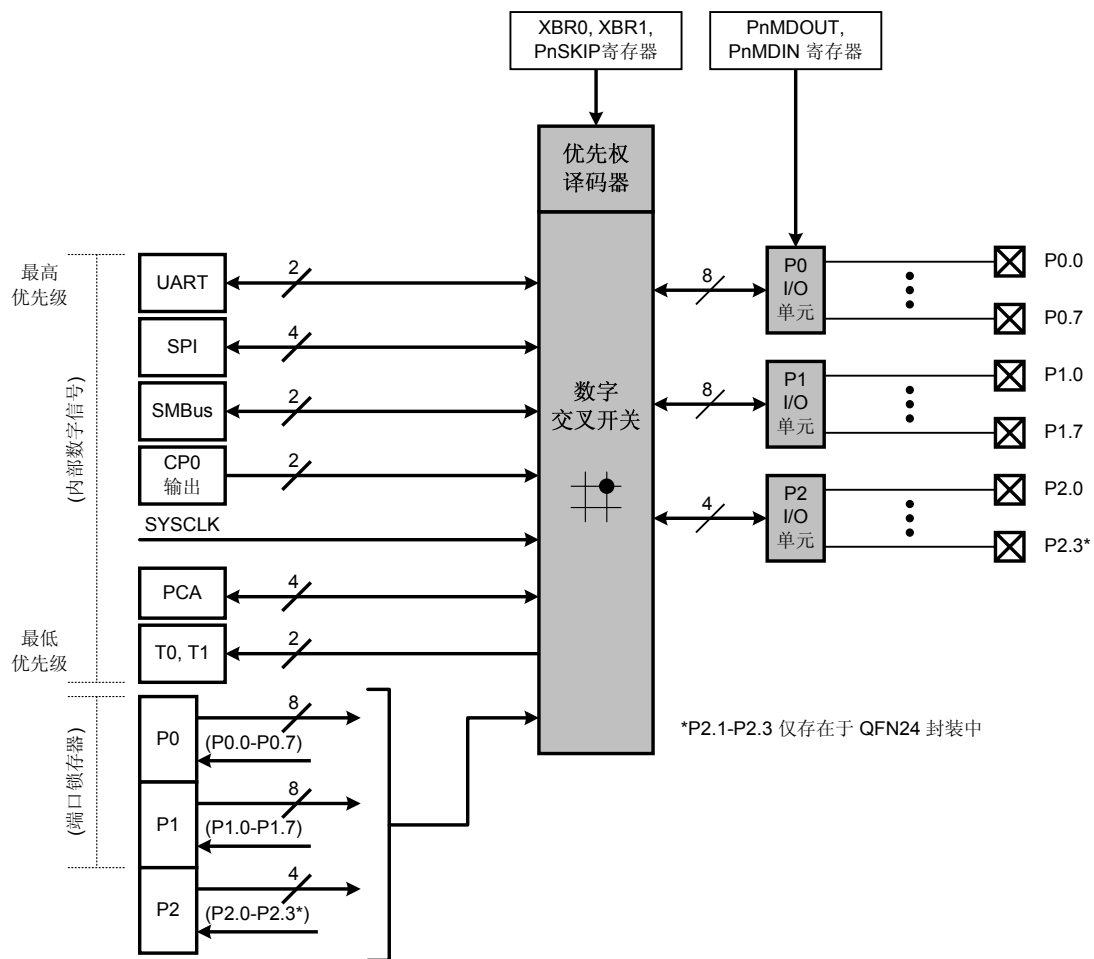 XBR0, XBR1,
PnSKIP寄存器
PnMDOUT,
PnMDIN 寄存器
优先权
译码器
数字
交叉开关
最高
优先级
(内部数字信号)
最低
优先级
UART
2
SPI
4
SMBus
2
CP0
输出
2
SYSCLK
PCA
4
T0, T1
2
(端口锁存器)
P0
8
(P0.0-P0.7)
P1
8
(P1.0-P1.7)
P2
4
(P2.0-P2.3*)
8
P0
I/O
单元
P0.0
P0.7
8
P1
I/O
单元
P1.0
P1.7
4
P2
I/O
单元
P2.0
P2.3*
*P2.1-P2.3 仅存在于 QFN24 封装中